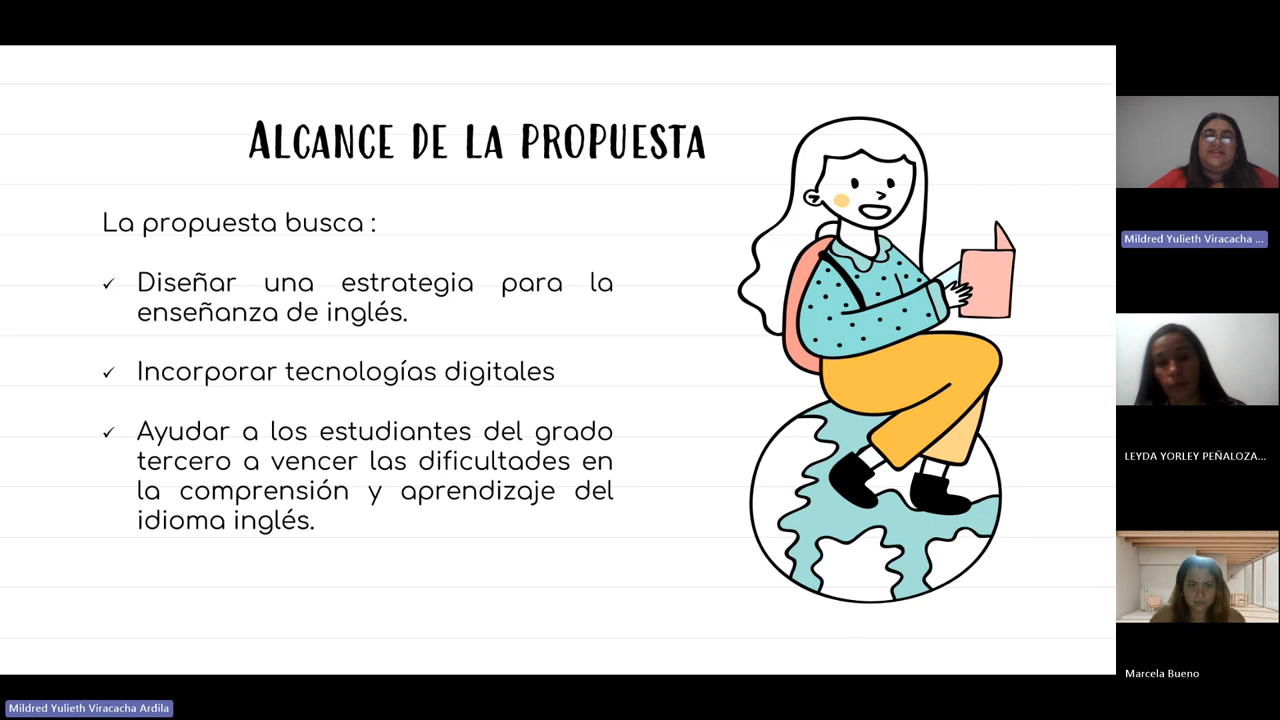 ALCANCE DE LA PROPUESTA
La propuesta busca :
✓ Diseñar una estrategia para la
enseñanza de inglés.
✓ Incorporar tecnologías digitales
✓ Ayudar a los estudiantes del grado
tercero a vencer las dificultades en
la comprensión y aprendizaje del
idioma inglés.
Mildred Yulieth Viracacha ...
LEYDA YORLEY PEÑALOZA...
Marcela Bueno
Mildred Yulieth Viracacha Ardila